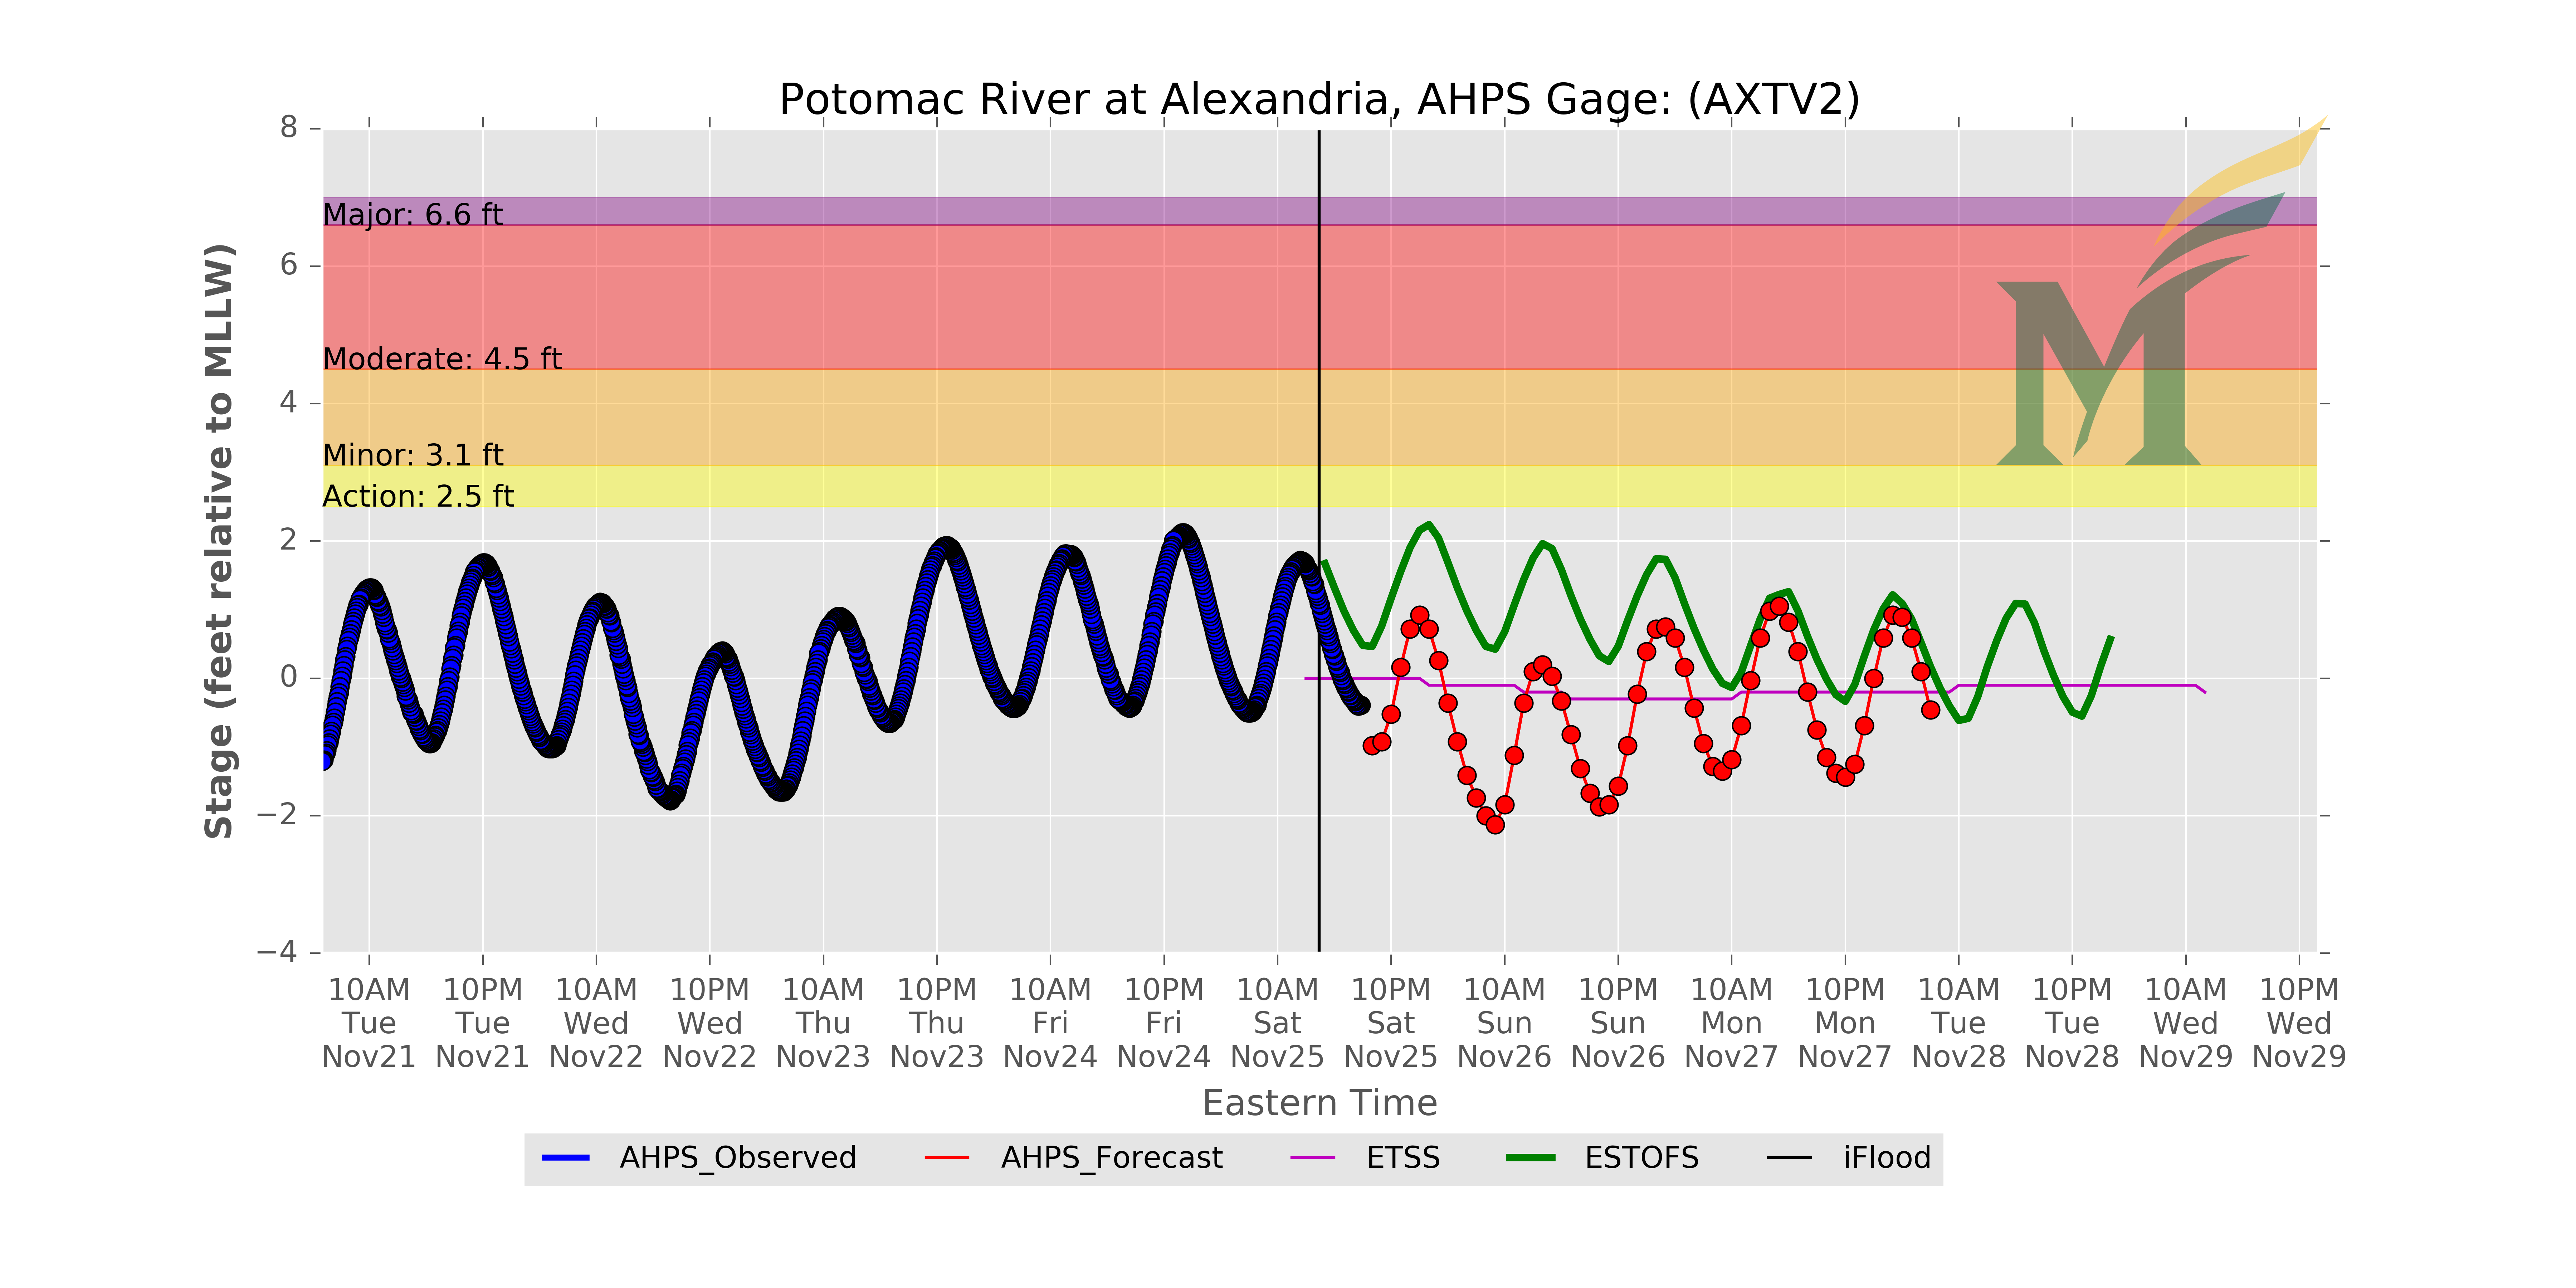 Potomac River at Alexandria, AHPS Gage: (AXTV2)
Stage (feet relative to MLLW)
8
6
4
2
0
−2
−4
Major: 6.6 ft
Moderate: 4.5 ft
Minor: 3.1 ft
Action: 2.5 ft
M
10AM 10PM 10AM 10PM 10AM 10PM 10AM 10PM 10AM 10PM 10AM 10PM 10AM 10PM 10AM 10PM 10AM 10PM
Tue Tue Wed Wed Thu Thu Fri Fri Sat Sat Sun Sun Mon Mon Tue Tue Wed Wed
Nov21 Nov21 Nov22 Nov22 Nov23 Nov23 Nov24 Nov24 Nov25 Nov25 Nov26 Nov26 Nov27 Nov27 Nov28 Nov28 Nov29 Nov29
Eastern Time
AHPS_Observed AHPS_Forecast ETSS ESTOFS iFlood